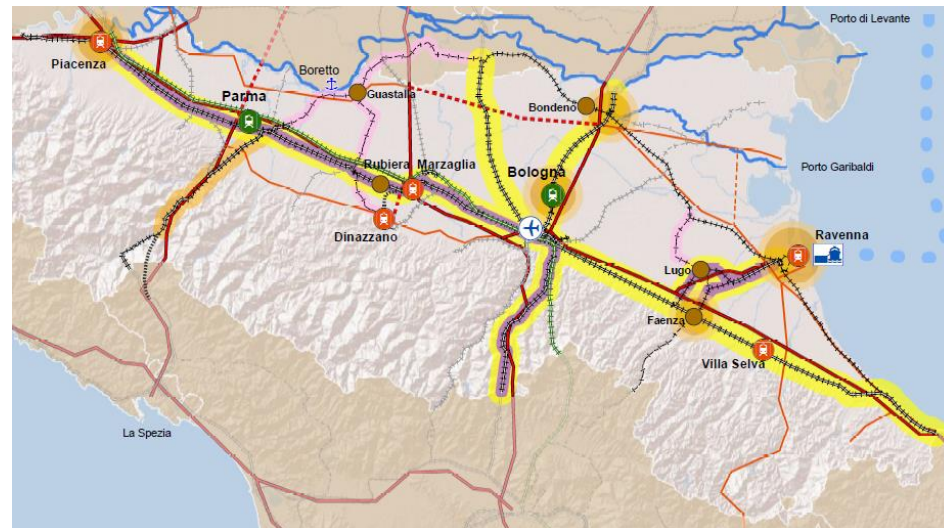 Porto di Levante
Piacenza
Boretto
Guastalla
Parma
Bondeno
Rubiera
Marzaglia
Bologna
Porto Garibaldi
Dinazzano
Ravenna
Lugo
Faenza
Villa Selva
La Spezia